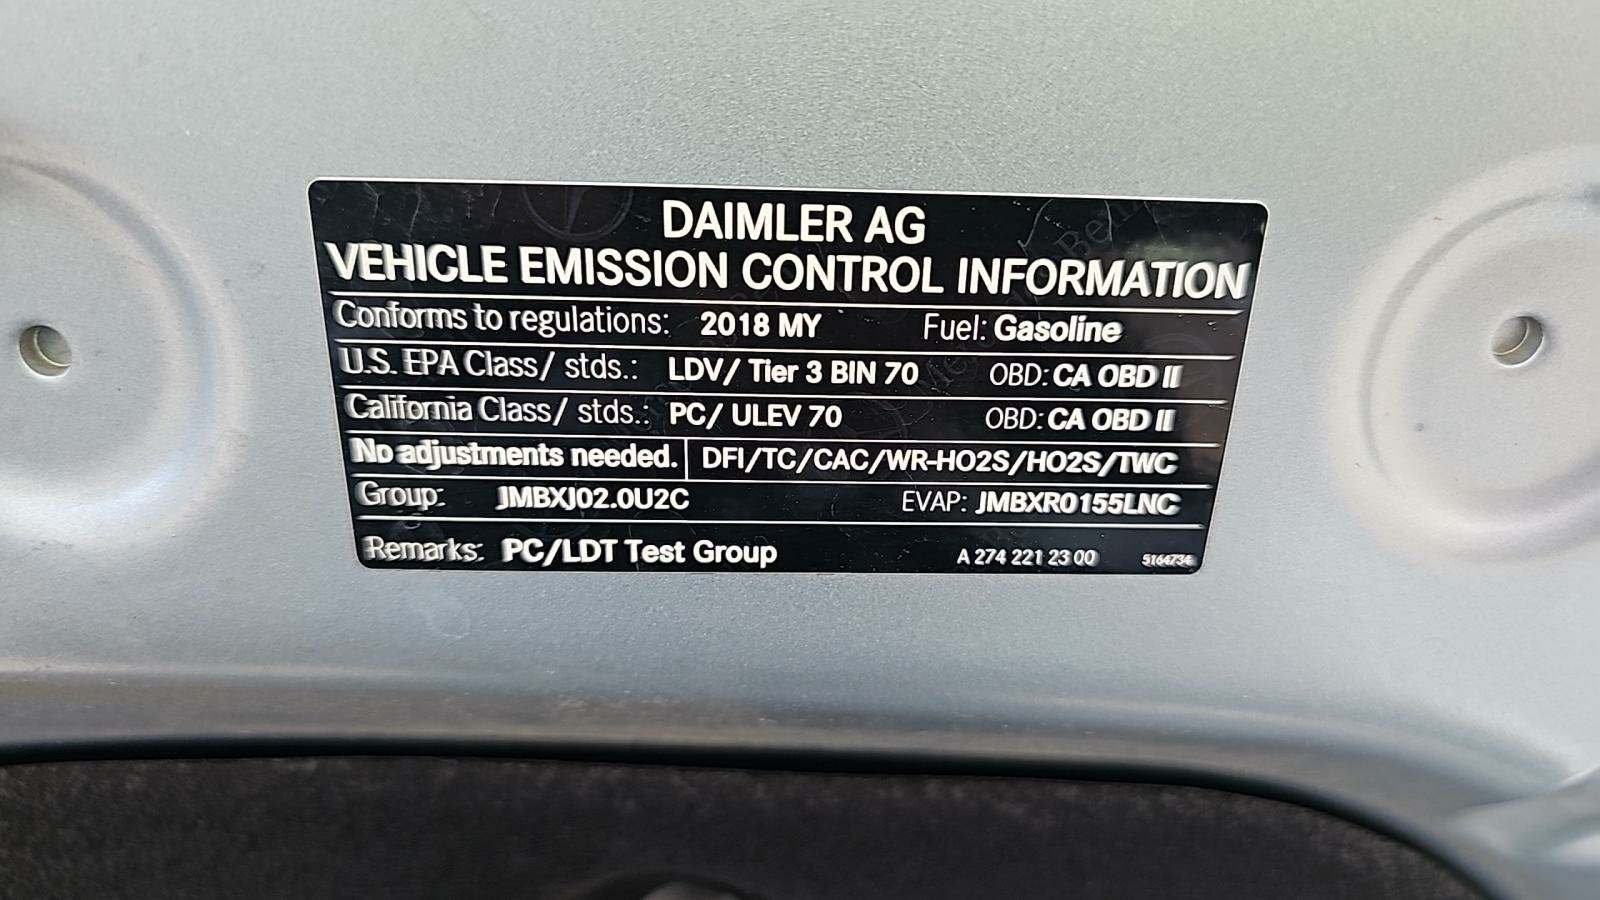 DAIMLER AG
VEHICLE EMISSION CONTROL INFORMATION
Conforms to regulations: 2018 MY Fuel: Gasoline
U.S. EPA Class/ stds.: LDV/ Tier 3 BIN 70 OBD: CA OBD II
California Class/ stds.: PC/ ULEV 70 OBD: CA OBD II
No adjustments needed. DFI/TC/CAC/WR-HO2S/HO2S/TWC
Group: JMBXJ02.0U2C EVAP: JMBXR0155LNC
Remarks: PC/LDT Test Group A 274 221 23 00 5164734